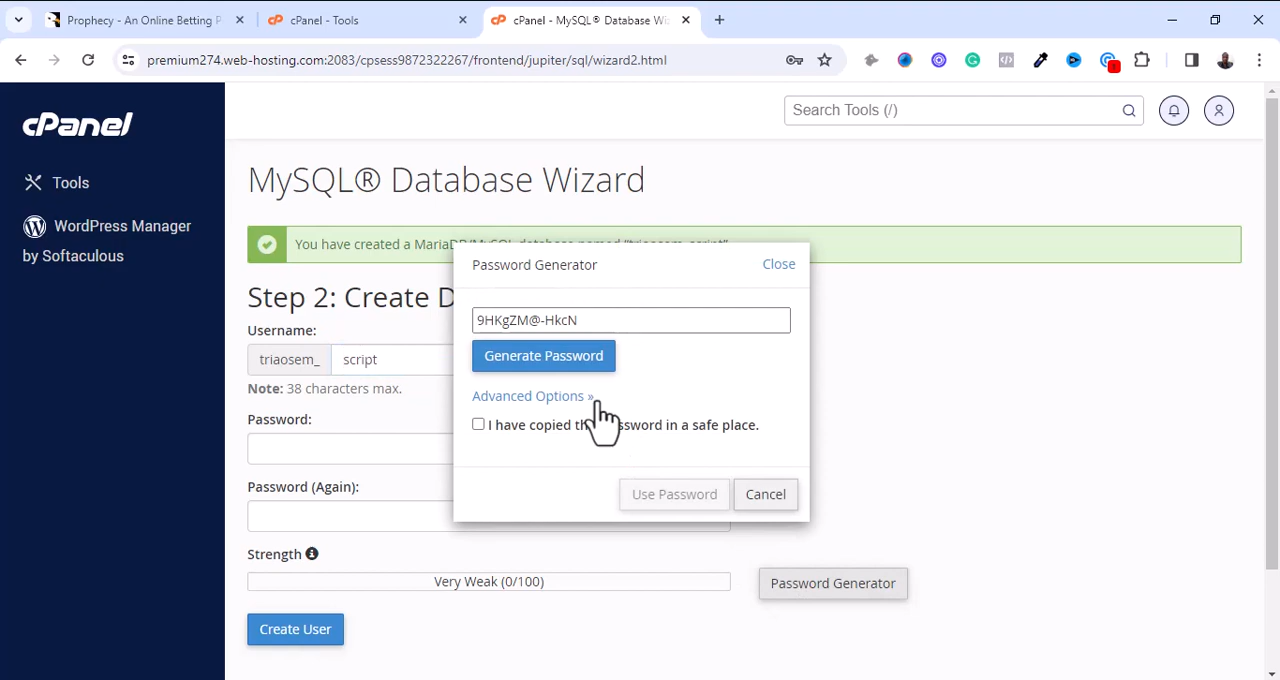 Prophecy - An Online Betting P
cPanel - Tools
cPanel - MySQL® Database Wiz
premium274.web-hosting.com:2083/cpsess9872322267/frontend/jupiter/sql/wizard2.html
cPanel
Search Tools (/)
Tools
WordPress Manager
by Softaculous
MySQL® Database Wizard
You have created a MariaDB/MySQL database named "triaosem_script".
Step 2: Create D
Username:
triaosem_ script
Note: 38 characters max.
Password:
Password (Again):
Strength
Very Weak (0/100)
Password Generator
Create User
Password Generator
Close
9HKgZM@-HkcN
Generate Password
Advanced Options »
I have copied th ssword in a safe place.
Use Password
Cancel